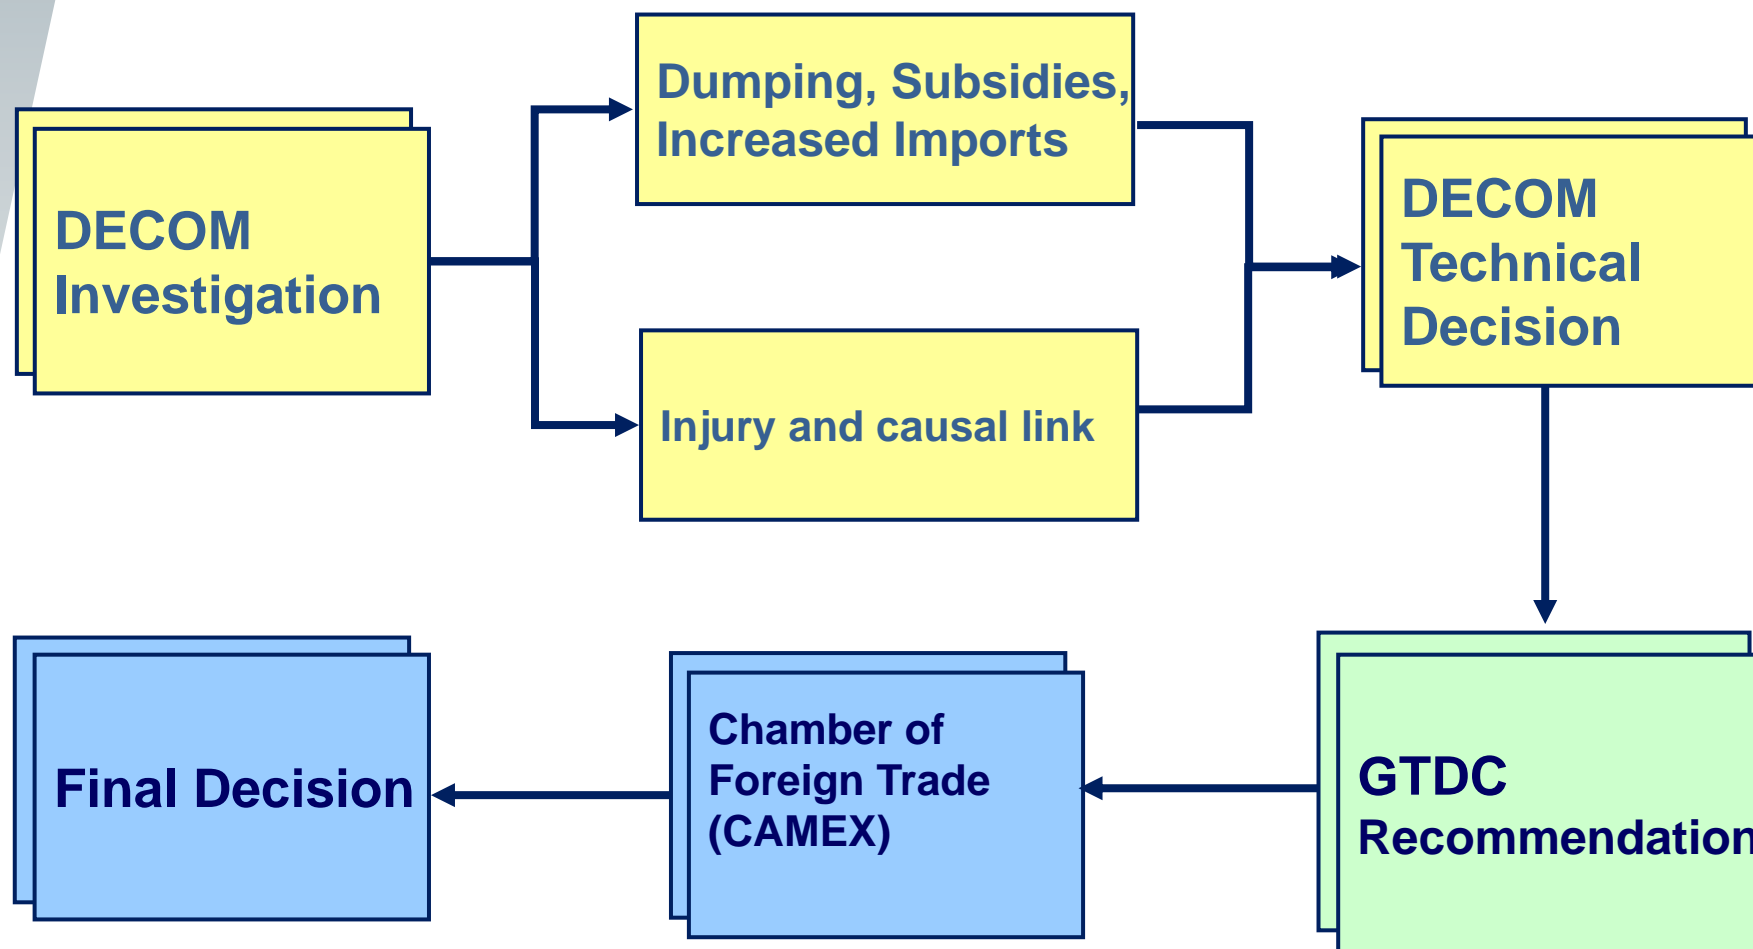 Dumping, Subsidies,
Increased Imports
DECOM
Investigation
DECOM
Technical
Decision
Injury and causal link
Final Decision
Chamber of
Foreign Trade
(CAMEX)
GTDC
Recommendation